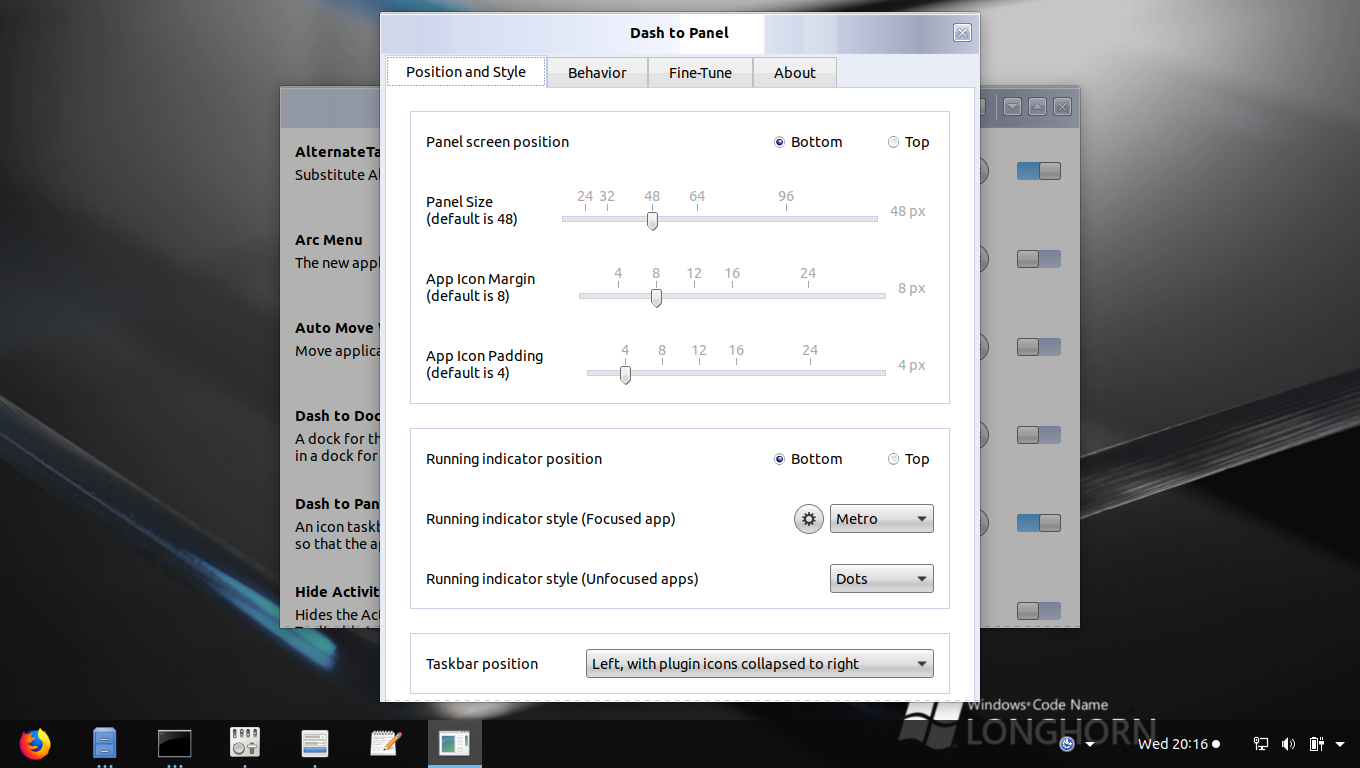 Dash to Panel
Position and Style
Behavior
Fine-Tune
About
Panel screen position
Bottom
Top
Panel Size
(default is 48)
24 32 48 64 96
48 px
App Icon Margin
(default is 8)
4 8 12 16 24
8 px
App Icon Padding
(default is 4)
4 8 12 16 24
4 px
Running indicator position
Bottom
Top
Running indicator style (Focused app)
Metro
Running indicator style (Unfocused apps)
Dots
Taskbar position
Left, with plugin icons collapsed to right
AlternateTa
Substitute Al
Arc Menu
The new appl
Auto Move
Move applica
Dash to Doc
A dock for th
in a dock for
Dash to Pan
An icon taskb
so that the ap
Hide Activit
Hides the Act
Windows Code Name
LONGHORN
Wed 20:16